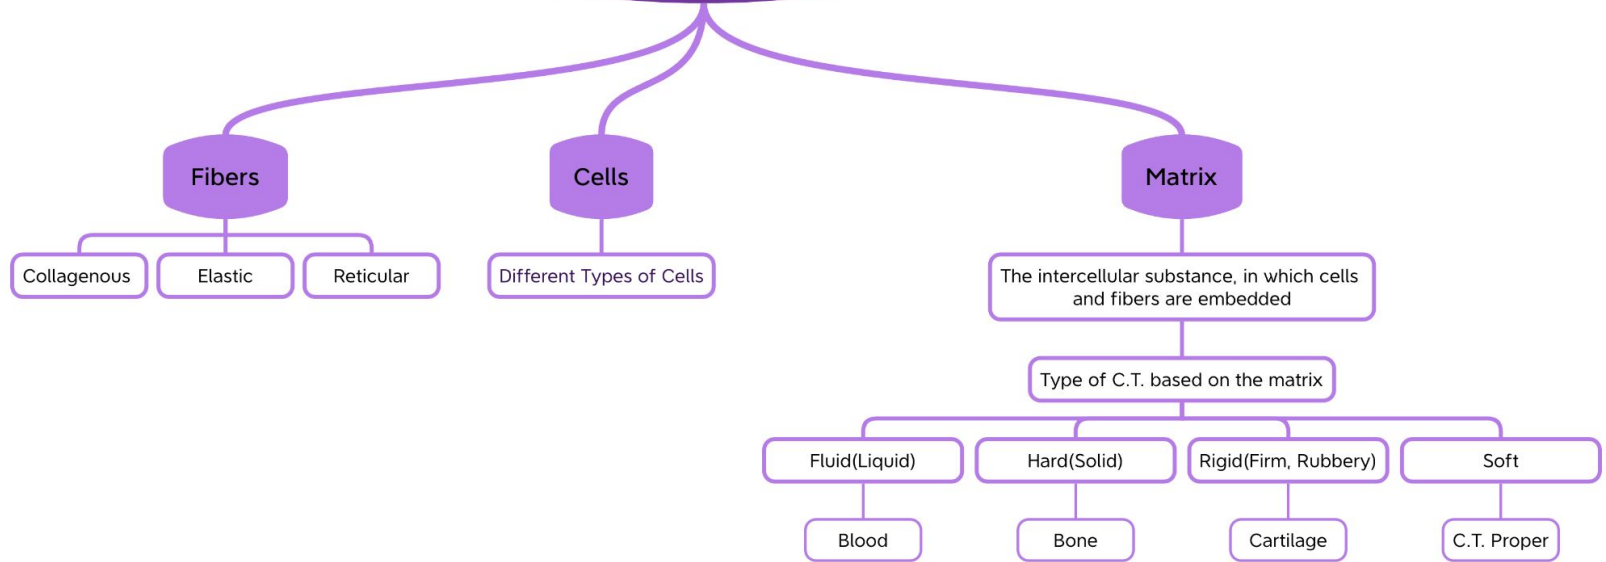 Fibers
Cells
Matrix
Collagenous
Elastic
Reticular
Different Types of Cells
The intercellular substance, in which cells
and fibers are embedded
Type of C.T. based on the matrix
Fluid(Liquid)
Hard(Solid)
Rigid(Firm, Rubbery)
Soft
Blood
Bone
Cartilage
C.T. Proper